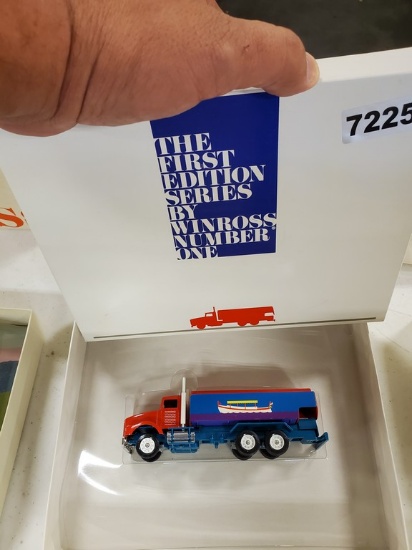 7225
THE
FIRST
EDITION
SERIES
BY
WINROSS,
NUMBER
ONE